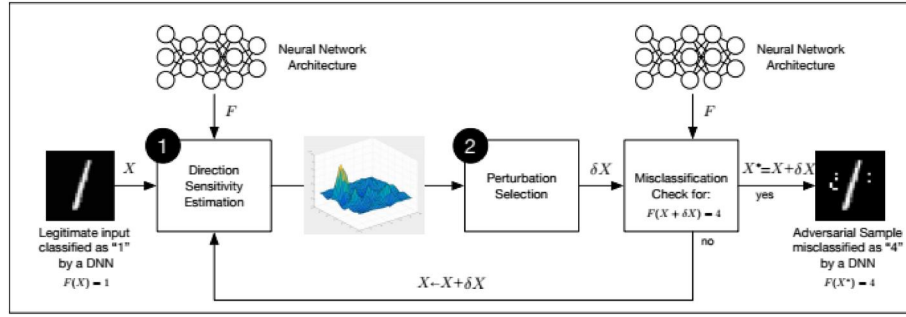 Neural Network
Architecture
Neural Network
Architecture
F
F
1
2
X
Direction
Sensitivity
Estimation
Perturbation
Selection
δX
Misclassification
Check for:
F(X + δX) = 4
X*=X+δX
yes
no
Legitimate input
classified as "1"
by a DNN
F(X) = 1
Adversarial Sample
misclassified as "4"
by a DNN
F(X*) = 4
X←X+δX